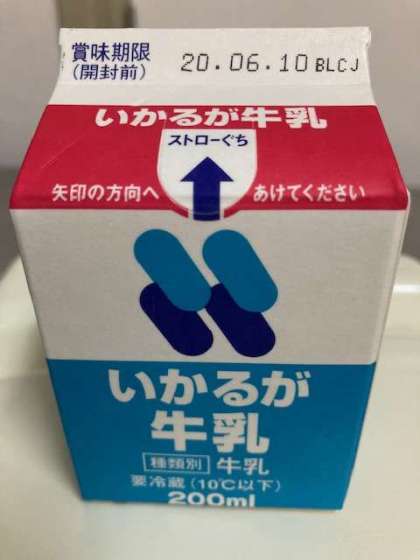 賞味期限
(開封前)
20.06.10 BLCJ
いかるが牛乳
ストローぐち
矢印の方向へ
あけてください
いかるが
牛乳
種類別 牛乳
要冷蔵(10℃以下)
200ml